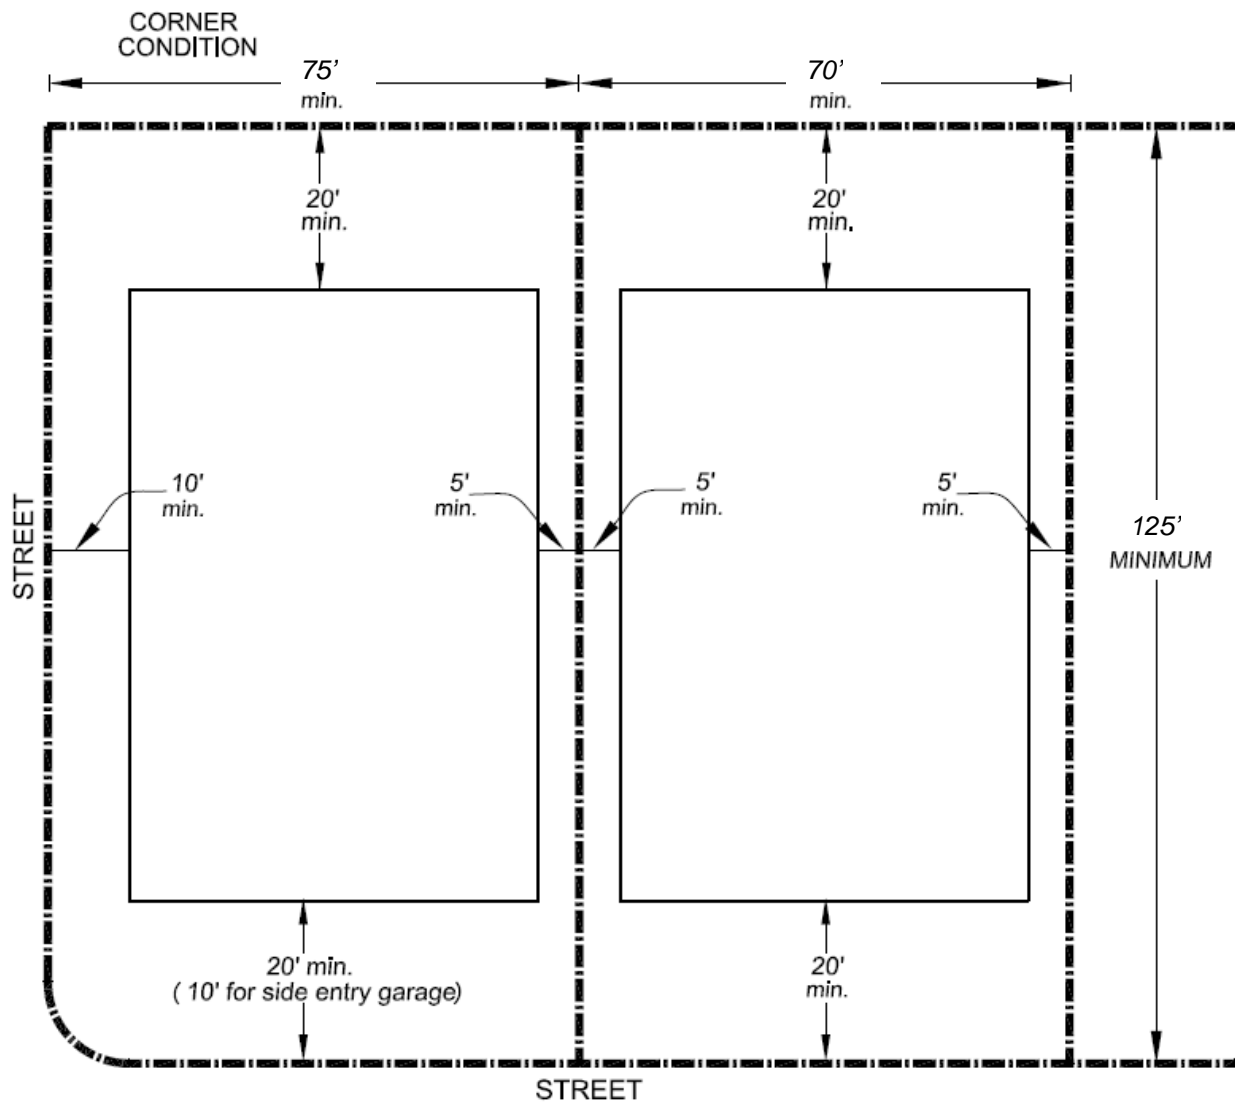 CORNER
CONDITION
75'
min.
70'
min.
20'
min.
20'
min.
10'
min.
5'
min.
5'
min.
5'
min.
125'
MINIMUM
STREET
20' min.
( 10' for side entry garage)
20'
min.
STREET